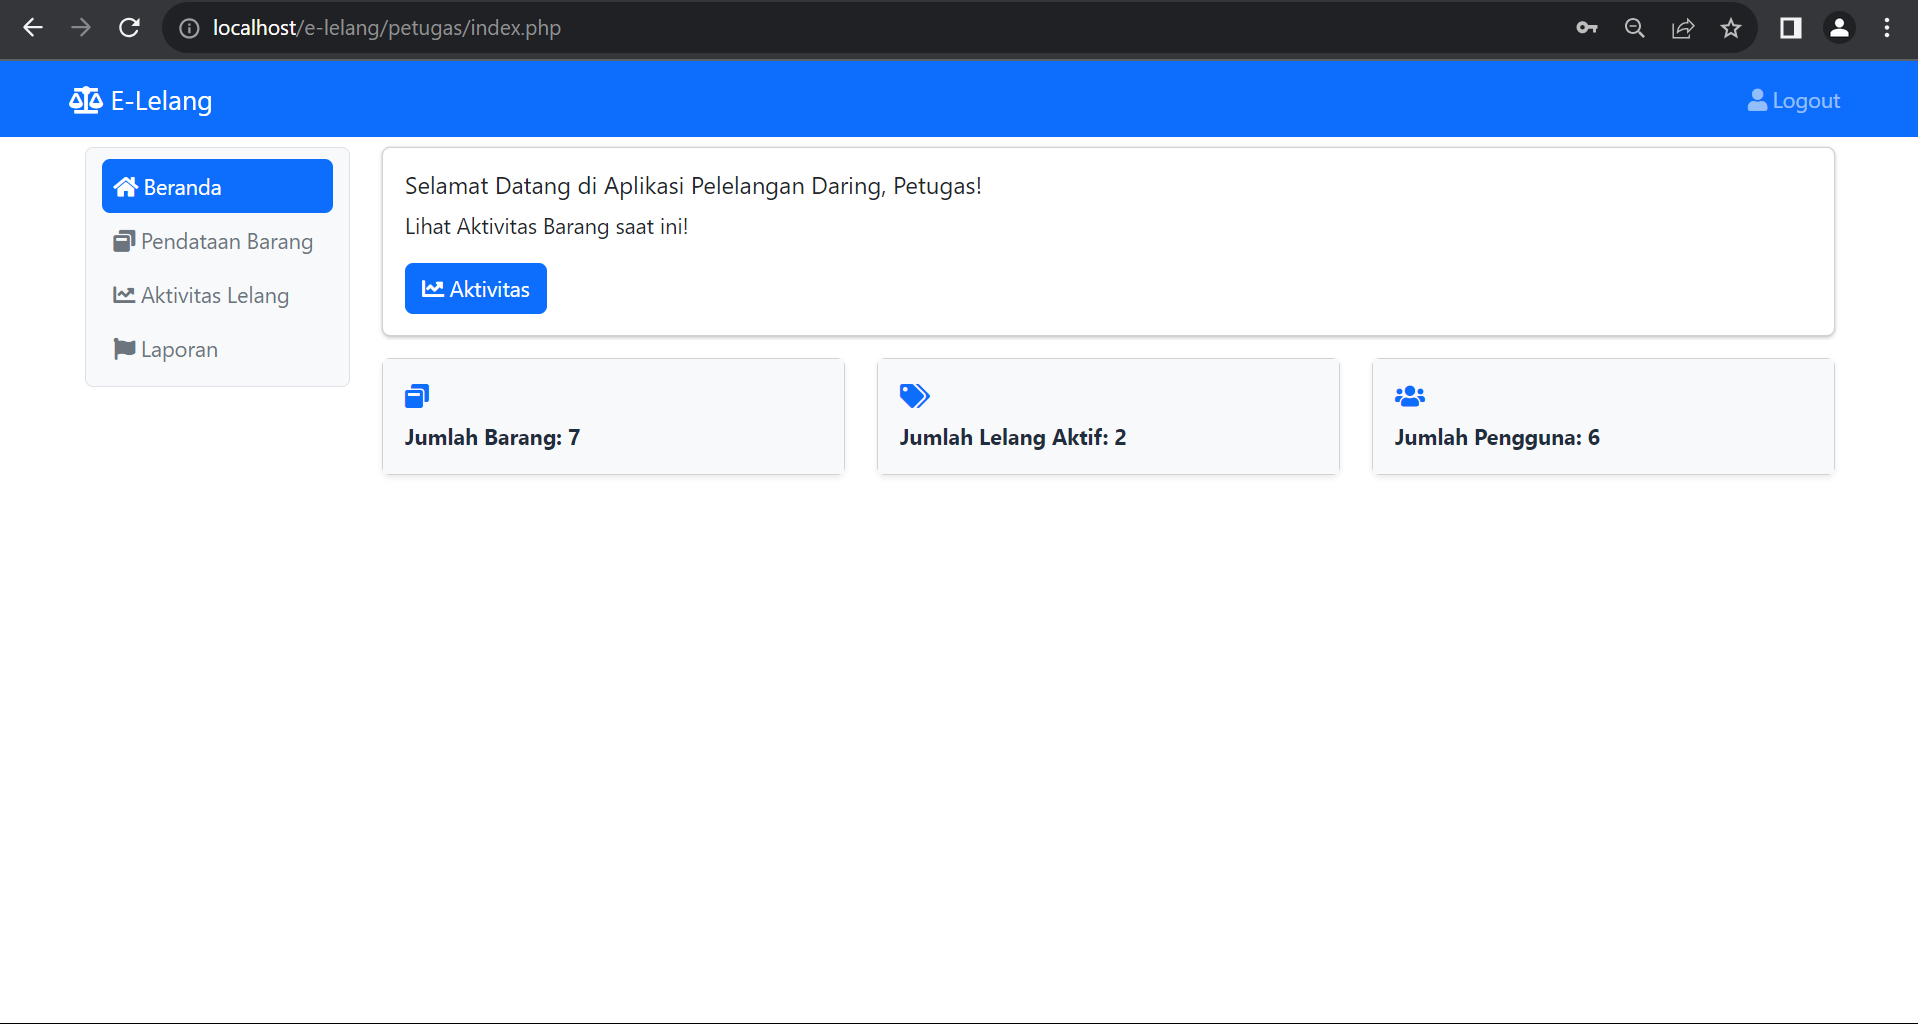 localhost/e-lelang/petugas/index.php
E-Lelang
Logout
Beranda
Pendataan Barang
Aktivitas Lelang
Laporan
Selamat Datang di Aplikasi Pelelangan Daring, Petugas!
Lihat Aktivitas Barang saat ini!
Aktivitas
Jumlah Barang: 7
Jumlah Lelang Aktif: 2
Jumlah Pengguna: 6